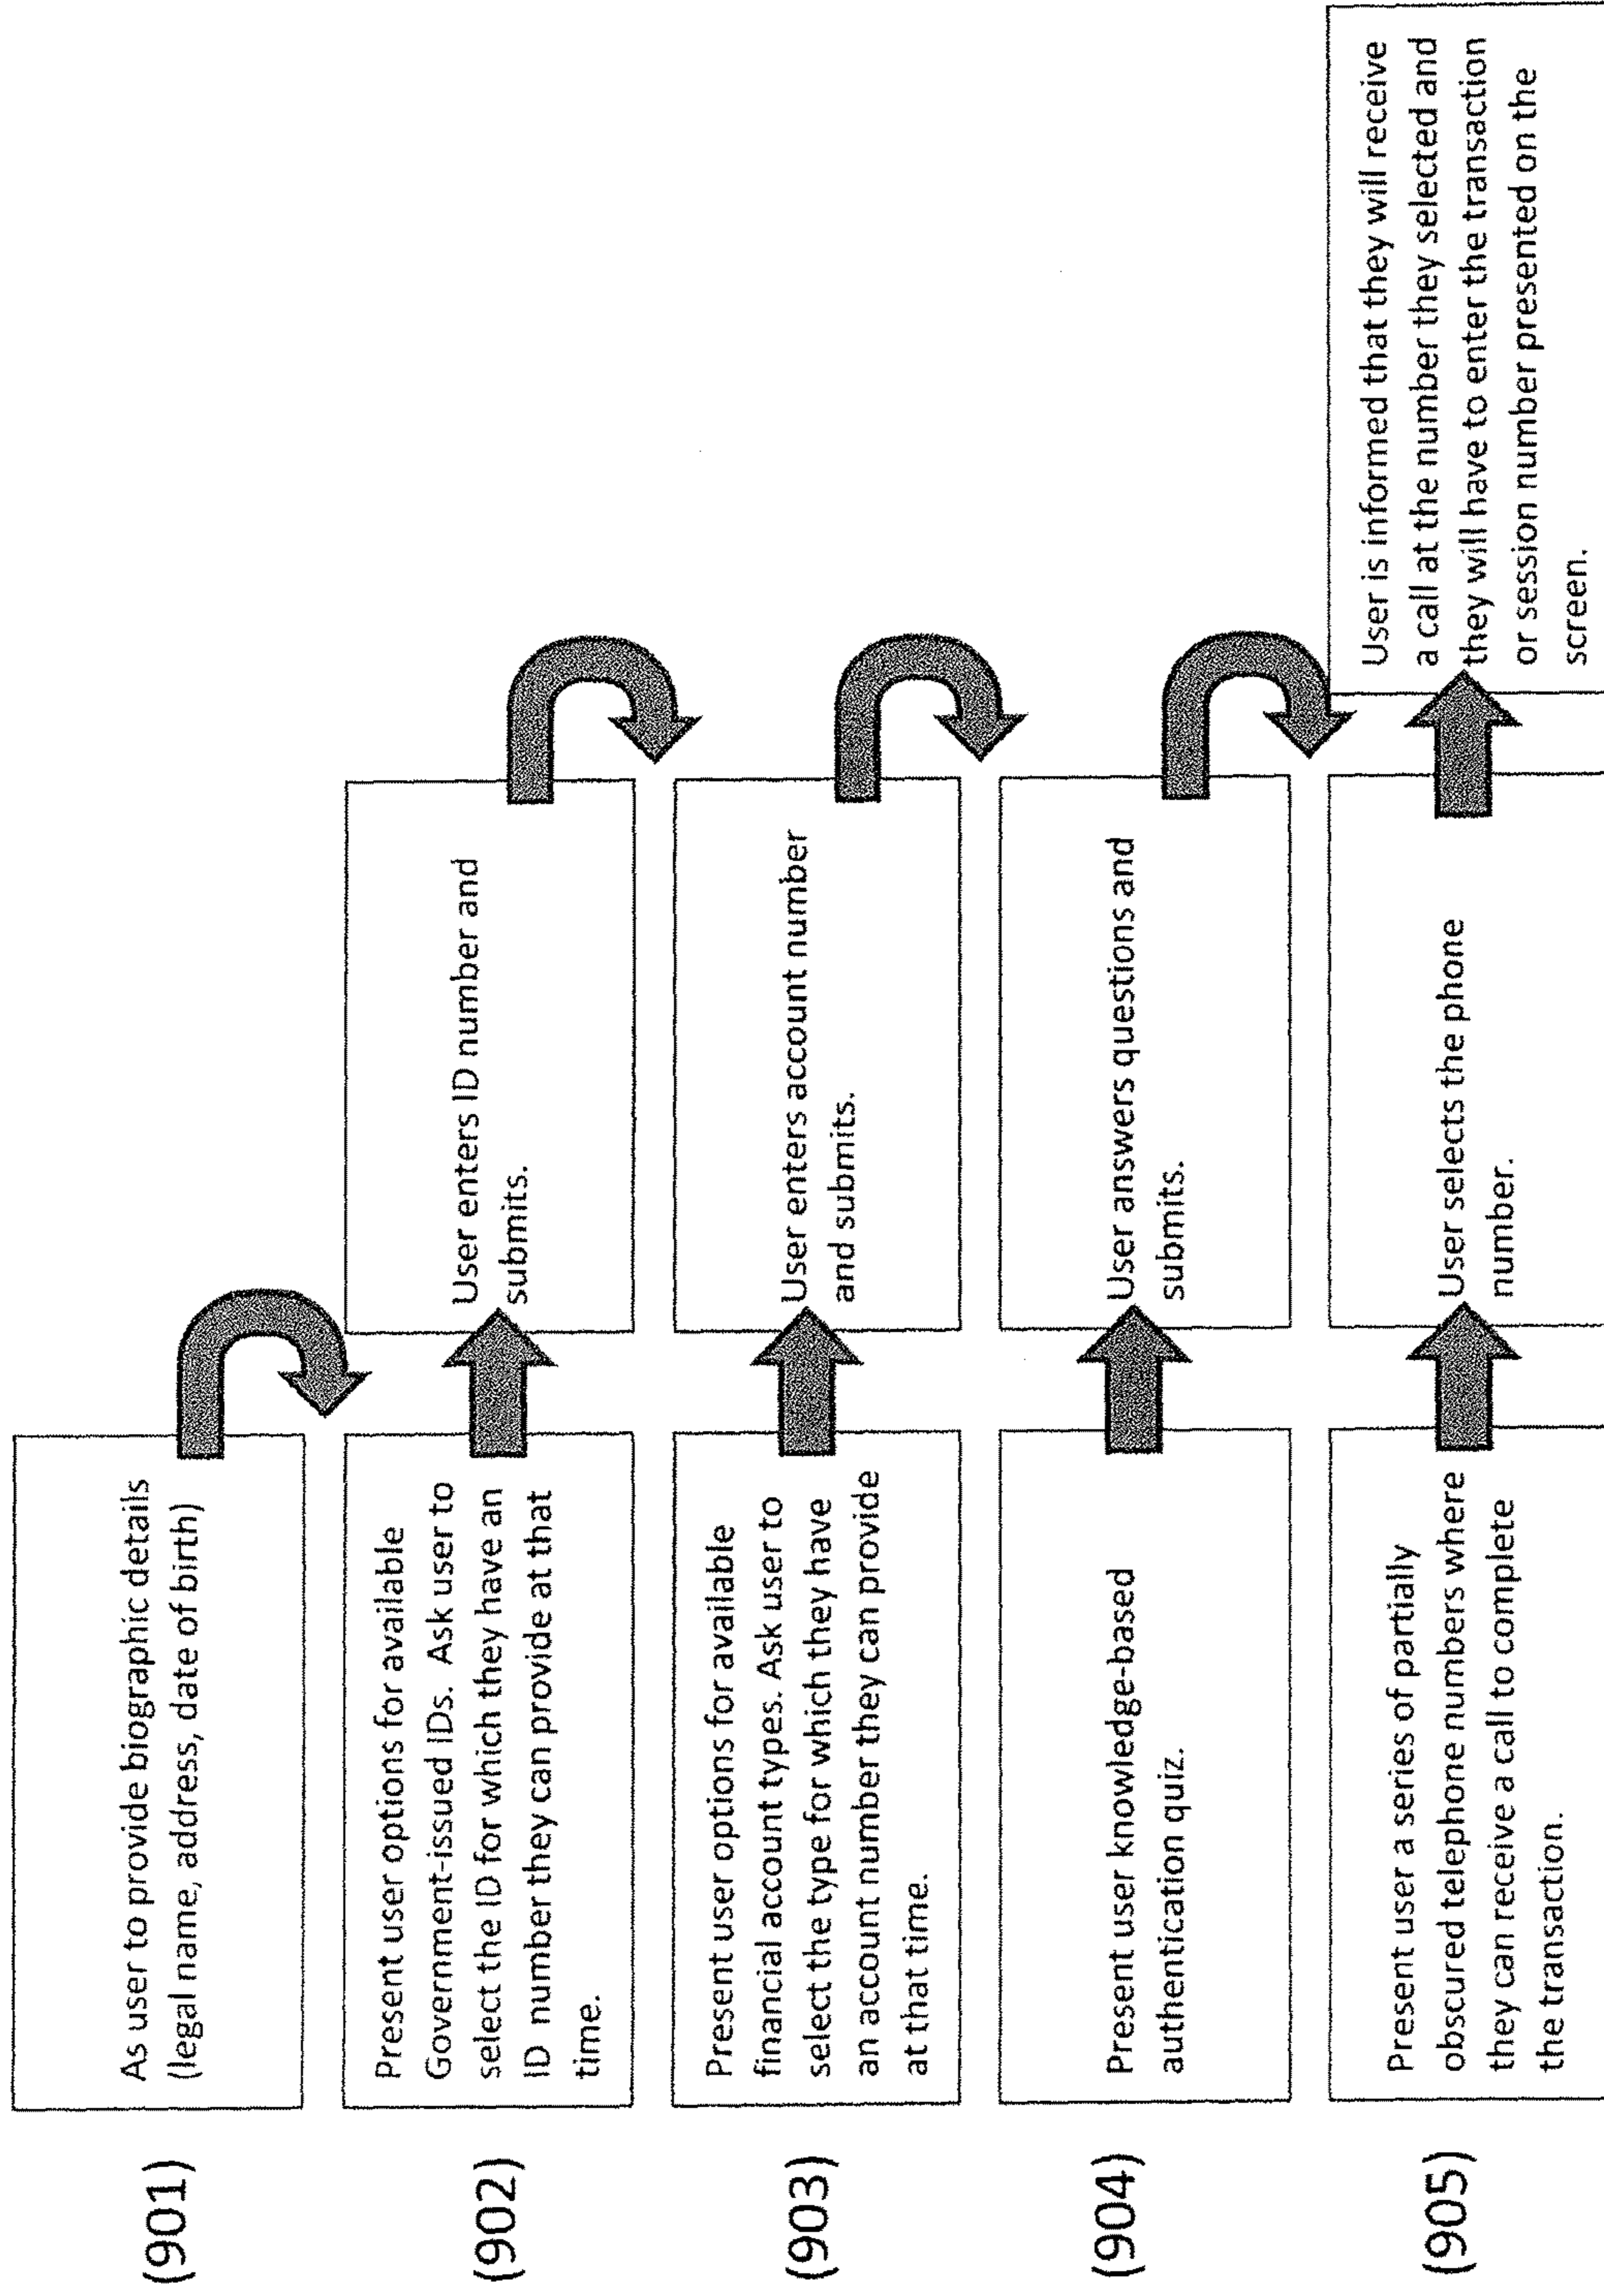 (901)
As user to provide biographic details
(legal name, address, date of birth)
(902)
Present user options for available
Government-issued IDs. Ask user to
select the ID for which they have an
ID number they can provide at that
time.
User enters ID number and
submits.
(903)
Present user options for available
financial account types. Ask user to
select the type for which they have
an account number they can provide
at that time.
User enters account number
and submits.
(904)
Present user knowledge-based
authentication quiz.
User answers questions and
submits.
(905)
Present user a series of partially
obscured telephone numbers where
they can receive a call to complete
the transaction.
User selects the phone
number.
User is informed that they will receive
a call at the number they selected and
they will have to enter the transaction
or session number presented on the
screen.